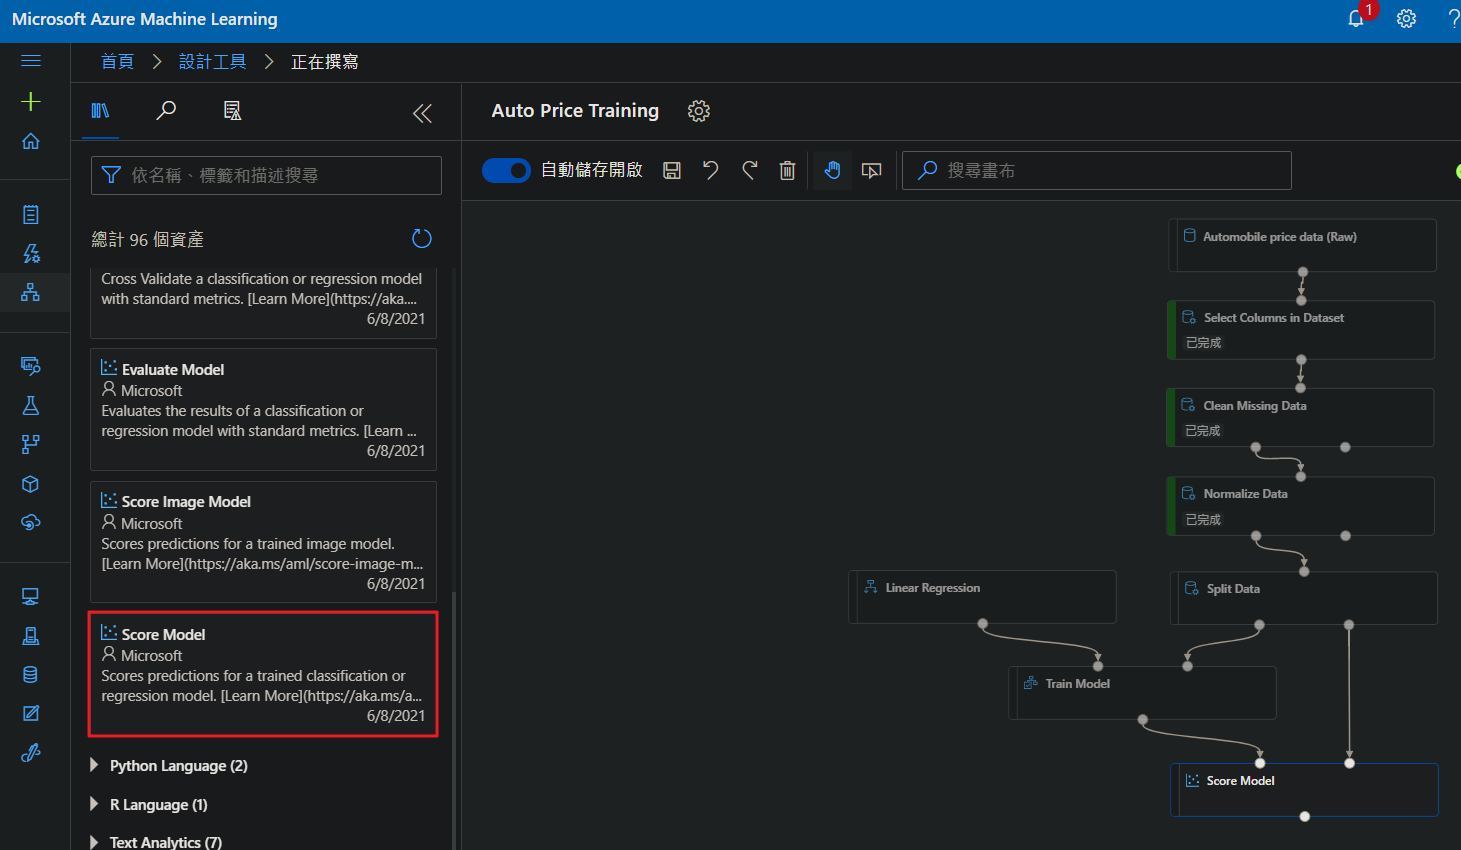 Microsoft Azure Machine Learning
1
首頁 > 設計工具 > 正在撰寫
Auto Price Training
自動儲存開啟
搜尋畫布
依名稱、標籤和描述搜尋
總計 96 個資產
Cross Validate a classification or regression model
with standard metrics. [Learn More](https://aka....
6/8/2021
Evaluate Model
Microsoft
Evaluates the results of a classification or
regression model with standard metrics. [Learn ...
6/8/2021
Score Image Model
Microsoft
Scores predictions for a trained image model.
[Learn More](https://aka.ms/aml/score-image-m...
6/8/2021
Score Model
Microsoft
Scores predictions for a trained classification or
regression model. [Learn More](https://aka.ms/a...
6/8/2021
Python Language (2)
R Language (1)
Text Analytics (7)
Automobile price data (Raw)
Select Columns in Dataset
已完成
Clean Missing Data
已完成
Normalize Data
已完成
Linear Regression
Split Data
Train Model
Score Model